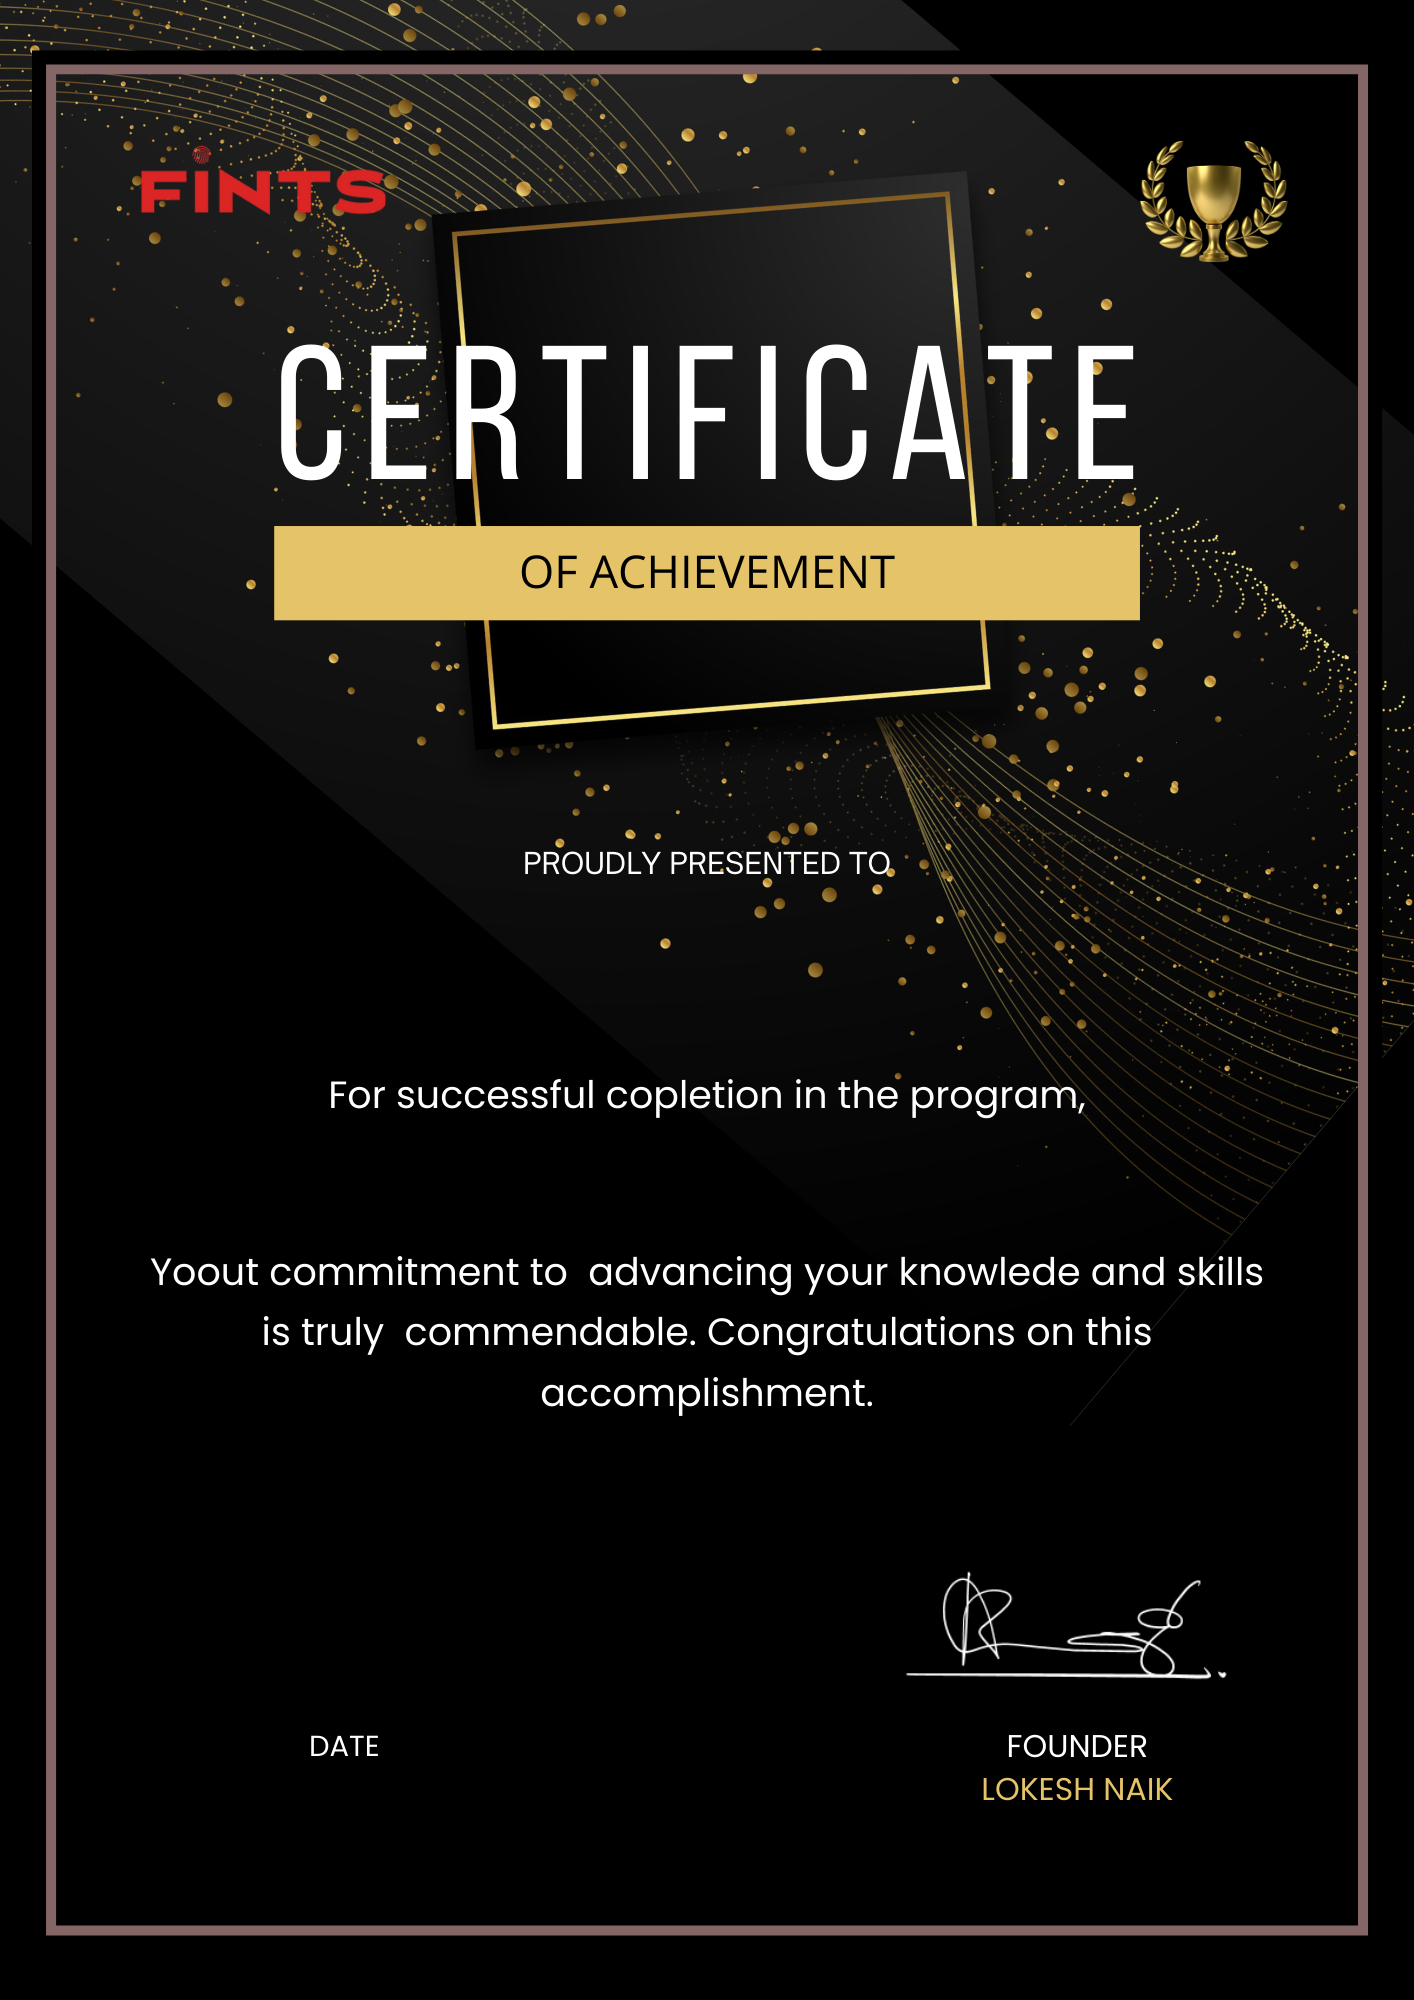 FINTS
CERTIFICATE
OF ACHIEVEMENT
PROUDLY PRESENTED TO
For successful copletion in the program,
Yoout commitment to  advancing your knowlede and skills
is truly  commendable. Congratulations on this
accomplishment.
DATE
FOUNDER
LOKESH NAIK